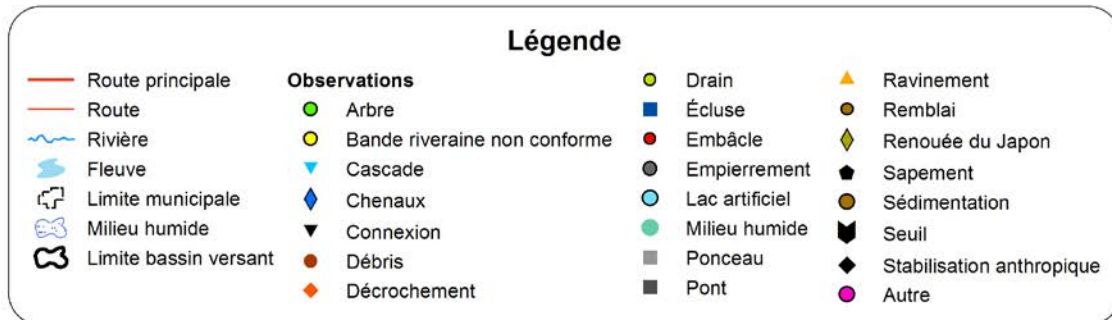 Légende
Route principale
Route
Rivière
Fleuve
Limite municipale
Milieu humide
Limite bassin versant
Observations
Arbre
Bande riveraine non conforme
Cascade
Chenaux
Connexion
Débris
Décrochement
Drain
Écluse
Embâcle
Empierrement
Lac artificiel
Milieu humide
Ponceau
Pont
Ravinement
Remblai
Renouée du Japon
Sapement
Sédimentation
Seuil
Stabilisation anthropique
Autre